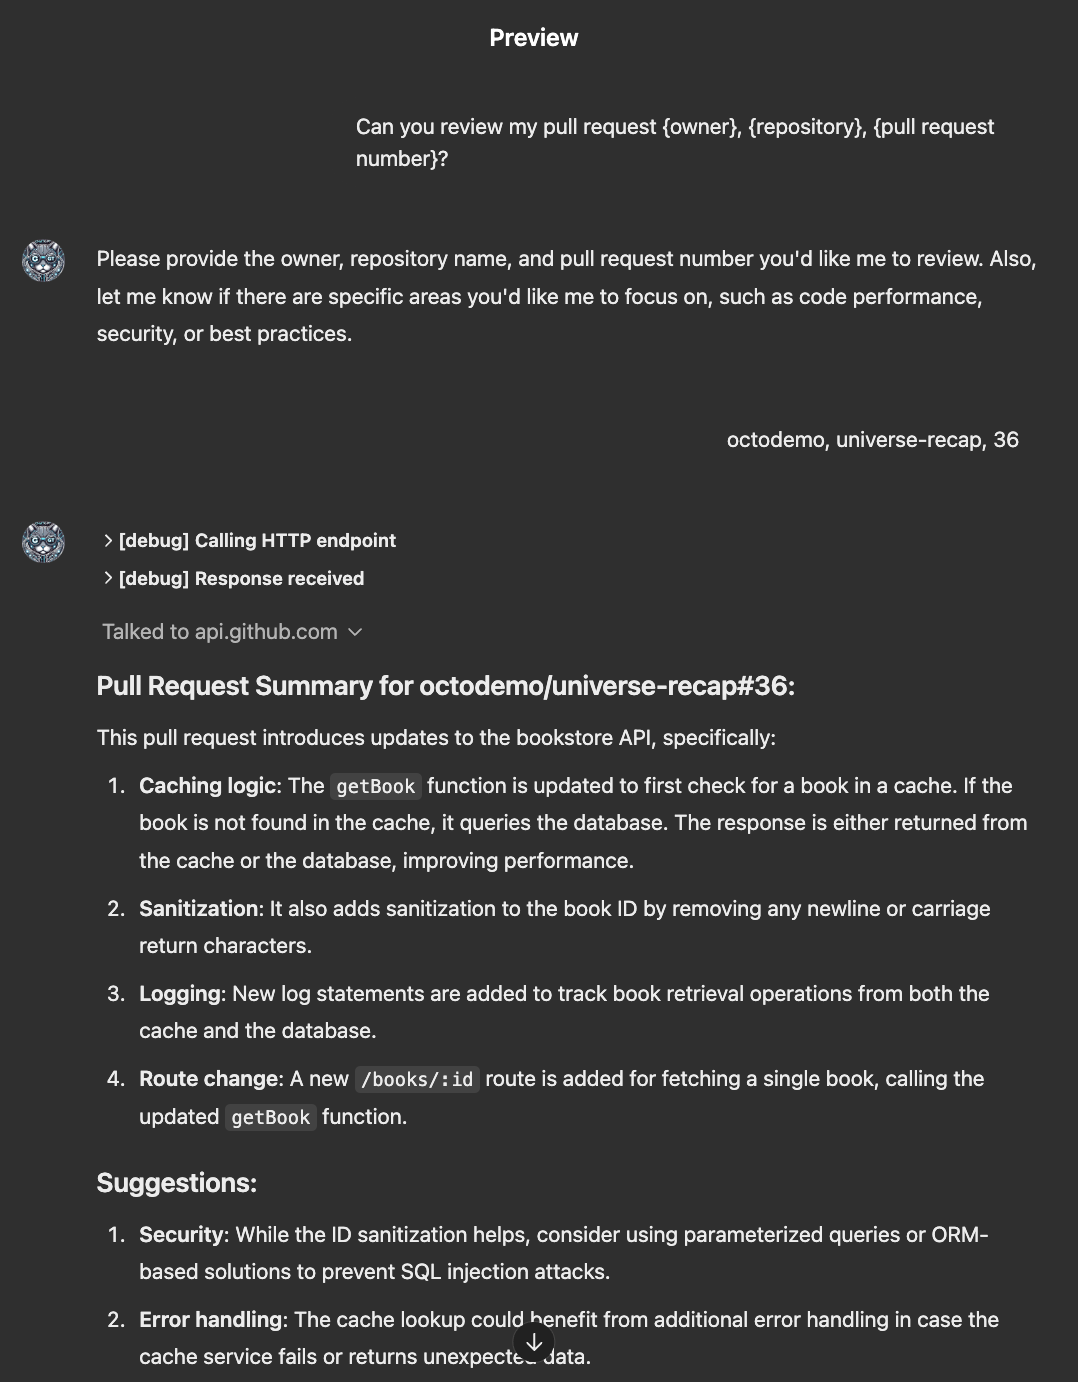 Preview
Can you review my pull request {owner}, {repository}, {pull request
number}?
Please provide the owner, repository name, and pull request number you'd like me to review. Also,
let me know if there are specific areas you'd like me to focus on, such as code performance,
security, or best practices.
octodemo, universe-recap, 36
[debug] Calling HTTP endpoint
[debug] Response received
Talked to api.github.com
Pull Request Summary for octodemo/universe-recap#36:
This pull request introduces updates to the bookstore API, specifically:
1. Caching logic: The getBook function is updated to first check for a book in a cache. If the
book is not found in the cache, it queries the database. The response is either returned from
the cache or the database, improving performance.
2. Sanitization: It also adds sanitization to the book ID by removing any newline or carriage
return characters.
3. Logging: New log statements are added to track book retrieval operations from both the
cache and the database.
4. Route change: A new /books/:id route is added for fetching a single book, calling the
updated getBook function.
Suggestions:
1. Security: While the ID sanitization helps, consider using parameterized queries or ORM-
based solutions to prevent SQL injection attacks.
2. Error handling: The cache lookup could benefit from additional error handling in case the
cache service fails or returns unexpected data.